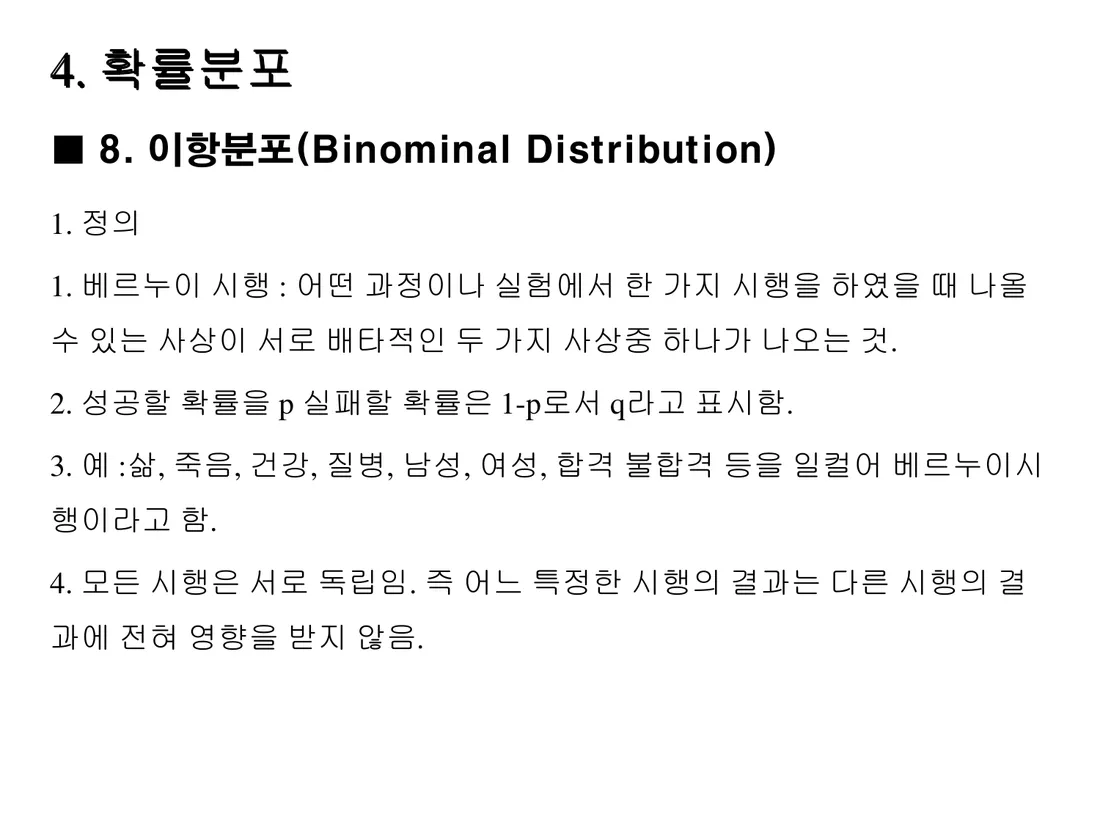 4. 확률분포
■ 8. 이항분포(Binominal Distribution)
1. 정의
1. 베르누이 시행 : 어떤 과정이나 실험에서 한 가지 시행을 하였을 때 나올
수 있는 사상이 서로 배타적인 두 가지 사상중 하나가 나오는 것.
2. 성공할 확률을 p 실패할 확률은 1-p로서 q라고 표시함.
3. 예 :삶, 죽음, 건강, 질병, 남성, 여성, 합격 불합격 등을 일컬어 베르누이시
행이라고 함.
4. 모든 시행은 서로 독립임. 즉 어느 특정한 시행의 결과는 다른 시행의 결
과에 전혀 영향을 받지 않음.